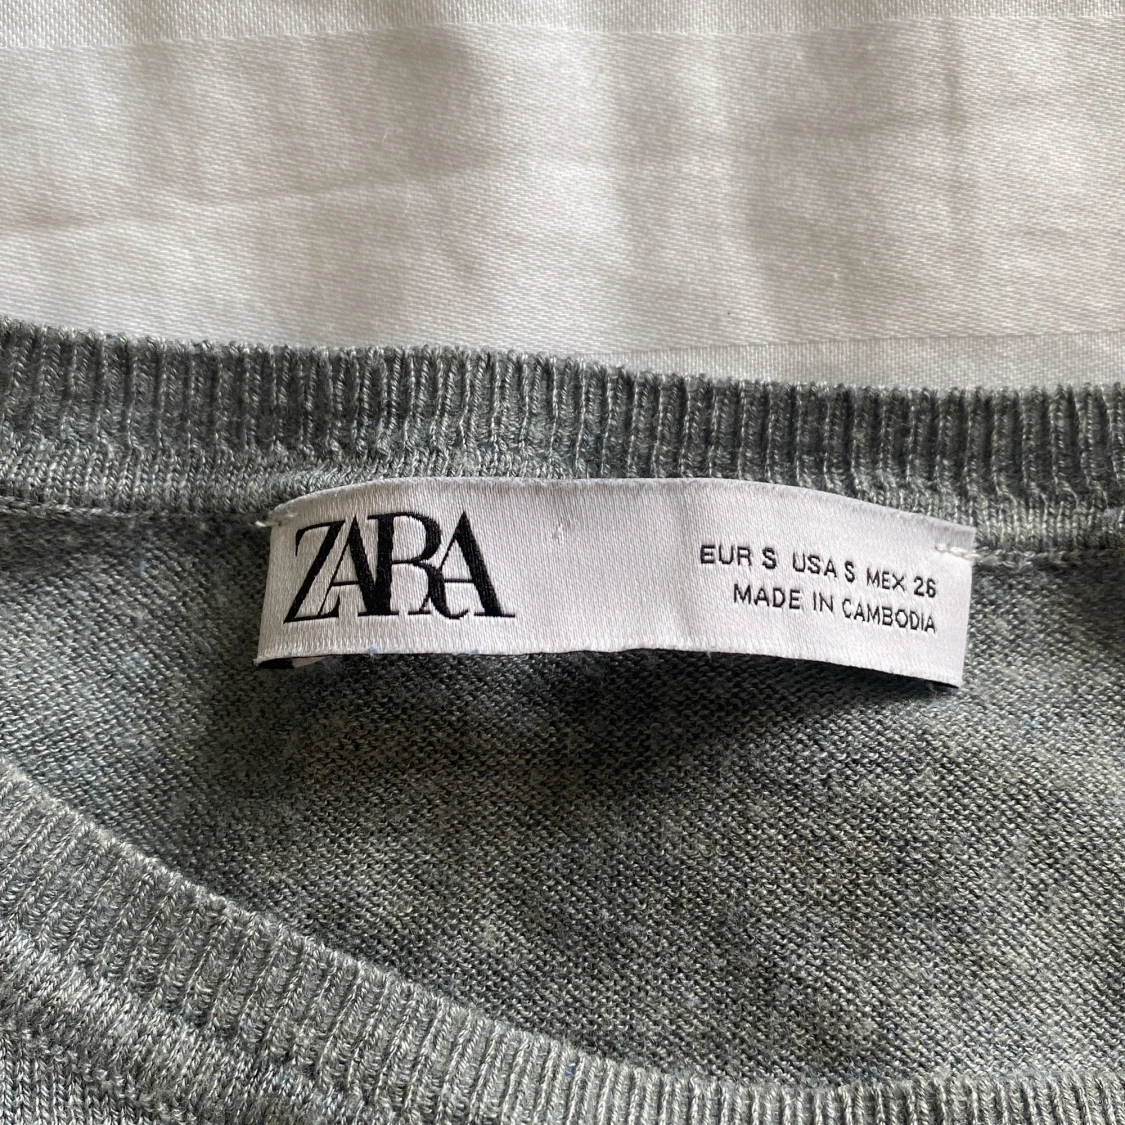 ZARA
EUR S USA S MEX 26
MADE IN CAMBODIA